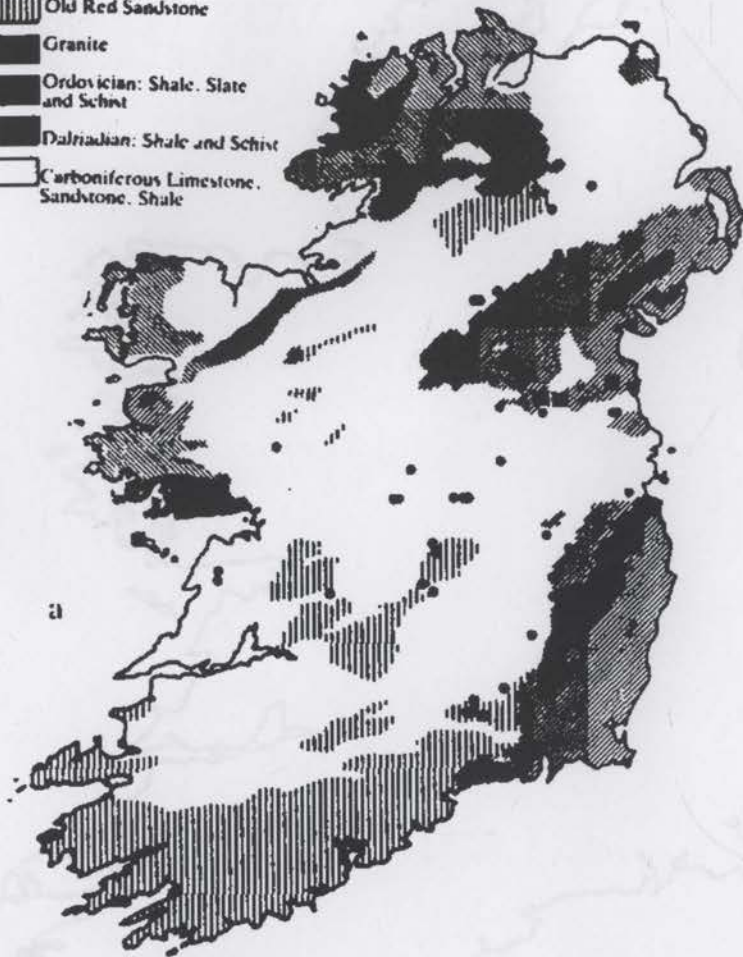 Old Red Sandstone
Granite
Ordovician: Shale, Slate
and Schist
Dalriadian: Shale and Schist
Carboniferous Limestone,
Sandstone, Shale
a